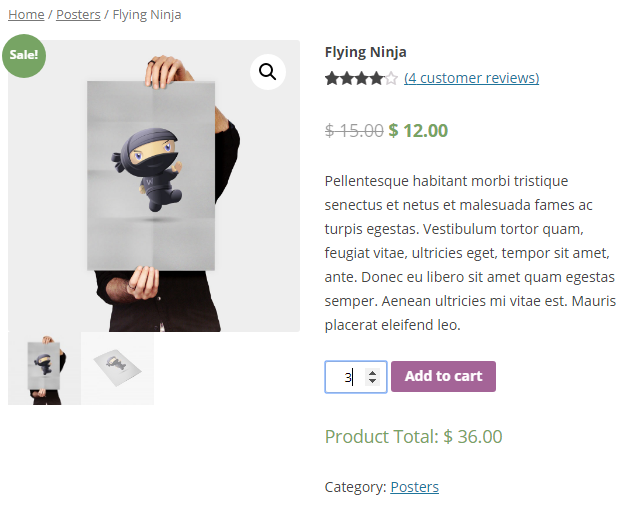 Home / Posters / Flying Ninja
Sale!
Flying Ninja
(4 customer reviews)
$ 15.00 $ 12.00
Pellentesque habitant morbi tristique
senectus et netus et malesuada fames ac
turpis egestas. Vestibulum tortor quam,
feugiat vitae, ultricies eget, tempor sit amet,
ante. Donec eu libero sit amet quam egestas
semper. Aenean ultricies mi vitae est. Mauris
placerat eleifend leo.
3 Add to cart
Product Total: $ 36.00
Category: Posters